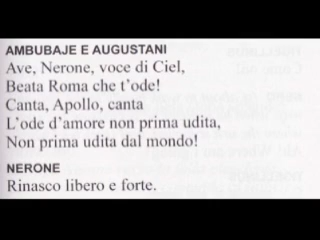 AMBUBAJE E AUGUSTANI
Ave, Nerone, voce di Ciel,
Beata Roma che t'ode!
Canta, Apollo, canta
L'ode d'amore non prima udita,
Non prima udita dal mondo!
NERONE
Rinasco libero e forte.